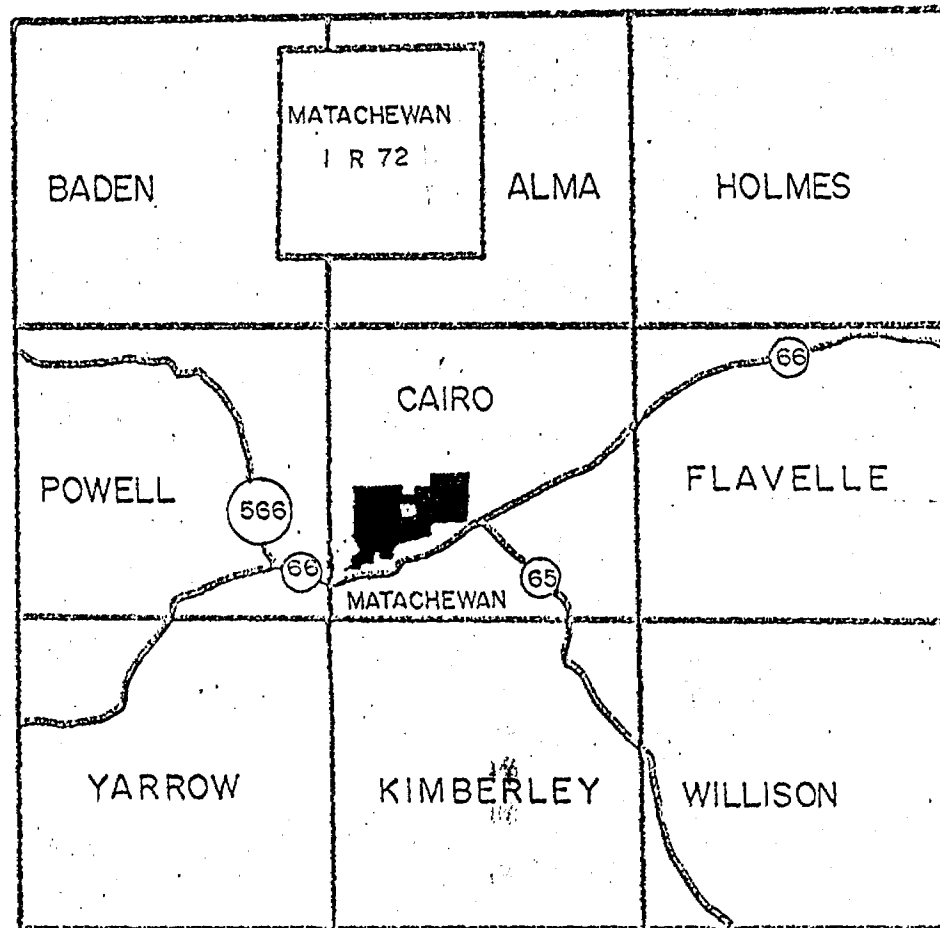 MATACHEWAN
I R 72
BADEN
ALMA
HOLMES
66
CAIRO
POWELL
566
FLAVELLE
66
65
MATACHEWAN
YARROW
KIMBERLEY
WILLISON